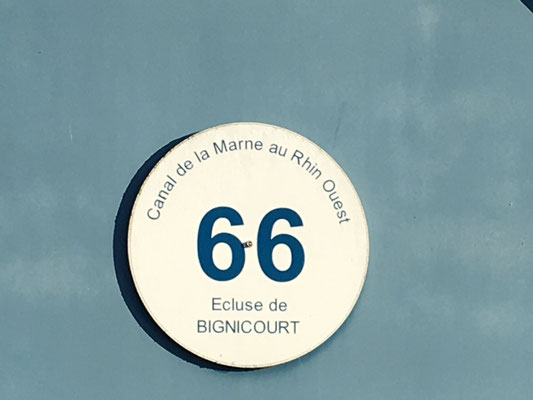 Canal de la Marne au Rhin Ouest
66
Ecluse de
BIGNICOURT